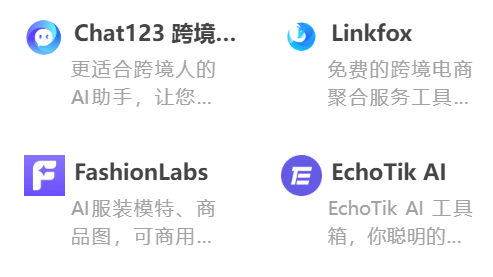 Chat123 跨境...
更适合跨境人的
AI助手，让您...
Linkfox
免费的跨境电商
聚合服务工具...
FashionLabs
AI服装模特、商
品图，可商用...
EchoTik AI
EchoTik AI 工具
箱，你聪明的...